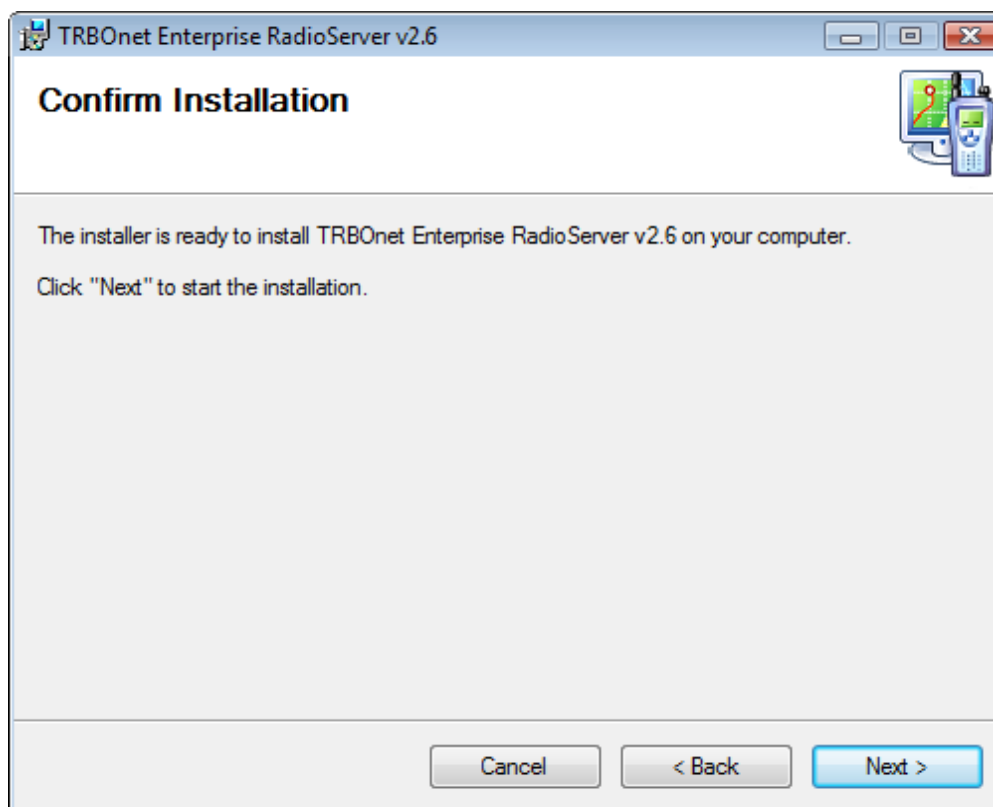 TRBOnet Enterprise RadioServer v2.6
Confirm Installation
The installer is ready to install TRBOnet Enterprise RadioServer v2.6 on your computer.
Click "Next" to start the installation.
Cancel
< Back
Next >